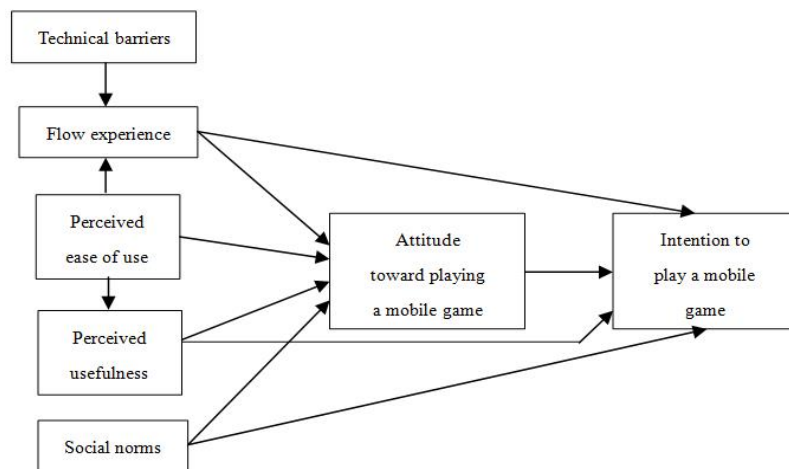 Technical barriers
Flow experience
Perceived
ease of use
Perceived
usefulness
Social norms
Attitude
toward playing
a mobile game
Intention to
play a mobile
game